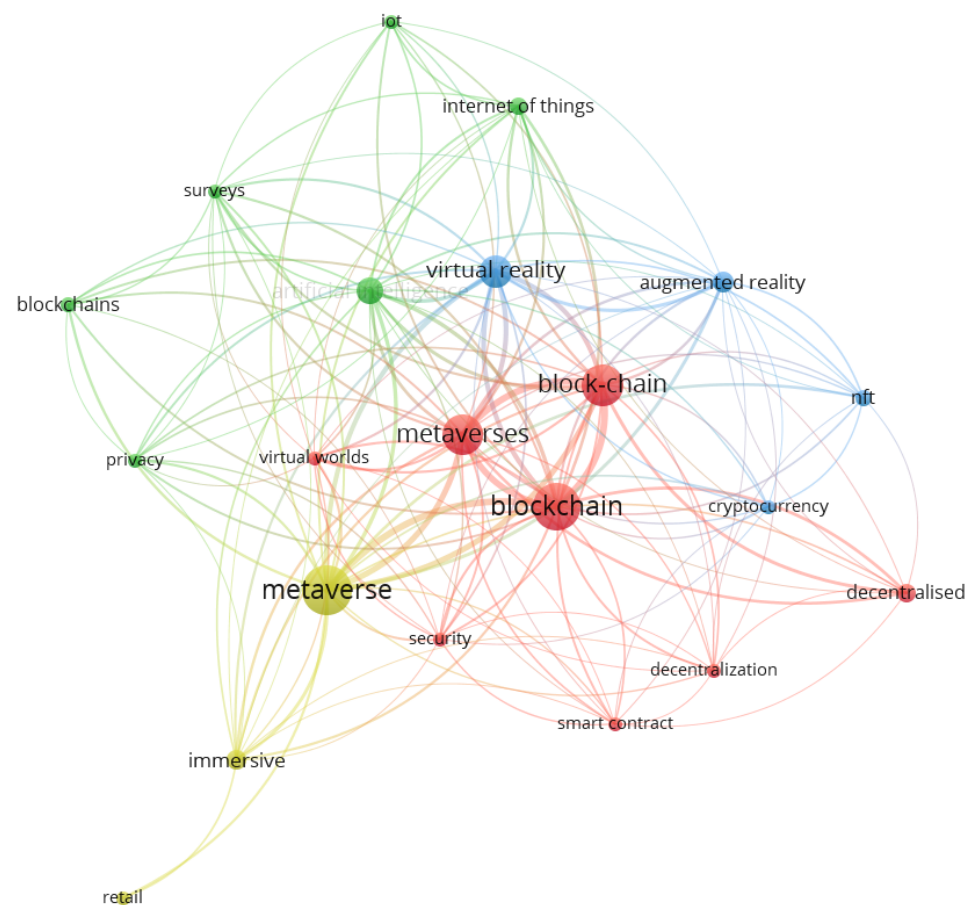 iot
internet of things
surveys
virtual reality
augmented reality
artificial intelligence
blockchains
block-chain
nft
metaverses
virtual worlds
privacy
blockchain
cryptocurrency
metaverse
decentralised
security
decentralization
smart contract
immersive
retail